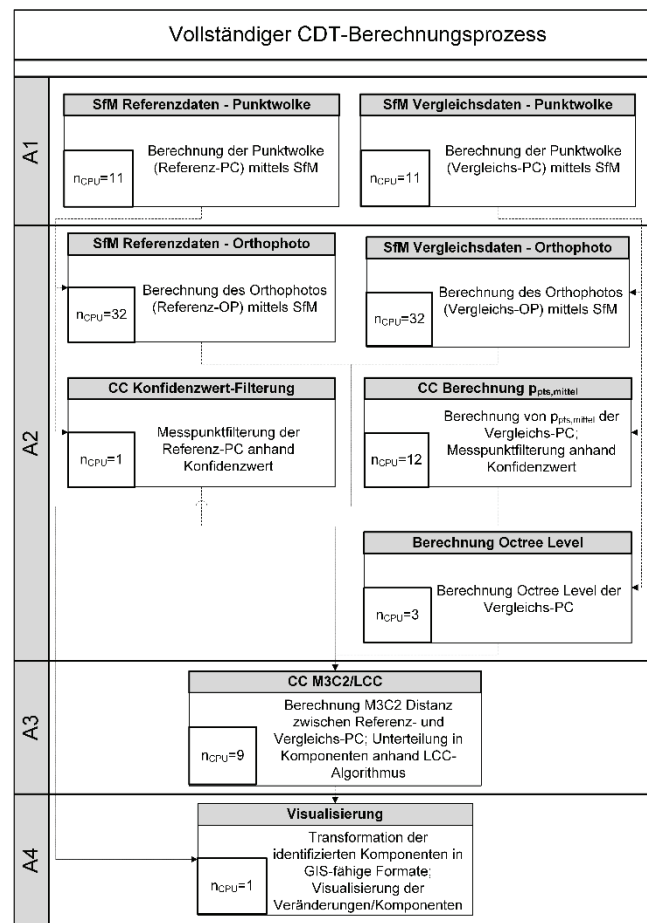 Vollständiger CDT-Berechnungsprozess
A1
SfM Referenzdaten - Punktwolke
Berechnung der Punktwolke
(Referenz-PC) mittels SfM
nCPU=11
SfM Vergleichsdaten - Punktwolke
Berechnung der Punktwolke
(Vergleichs-PC) mittels SfM
nCPU=11
A2
SfM Referenzdaten - Orthophoto
Berechnung des Orthophotos
(Referenz-OP) mittels SfM
nCPU=32
SfM Vergleichsdaten - Orthophoto
Berechnung des Orthophotos
(Vergleichs-OP) mittels SfM
nCPU=32
CC Konfidenzwert-Filterung
Messpunktfilterung der
Referenz-PC anhand
Konfidenzwert
nCPU=1
CC Berechnung ppts,mittel
Berechnung von ppts,mittel der
Vergleichs-PC;
Messpunktfilterung anhand
Konfidenzwert
nCPU=12
Berechnung Octree Level
Berechnung Octree Level der
Vergleichs-PC
nCPU=3
A3
CC M3C2/LCC
Berechnung M3C2 Distanz
zwischen Referenz- und
Vergleichs-PC; Unterteilung in
Komponenten anhand LCC-
Algorithmus
nCPU=9
A4
Visualisierung
Transformation der
identifizierten Komponenten in
GIS-fähige Formate;
Visualisierung der
Veränderungen/Komponenten
nCPU=1